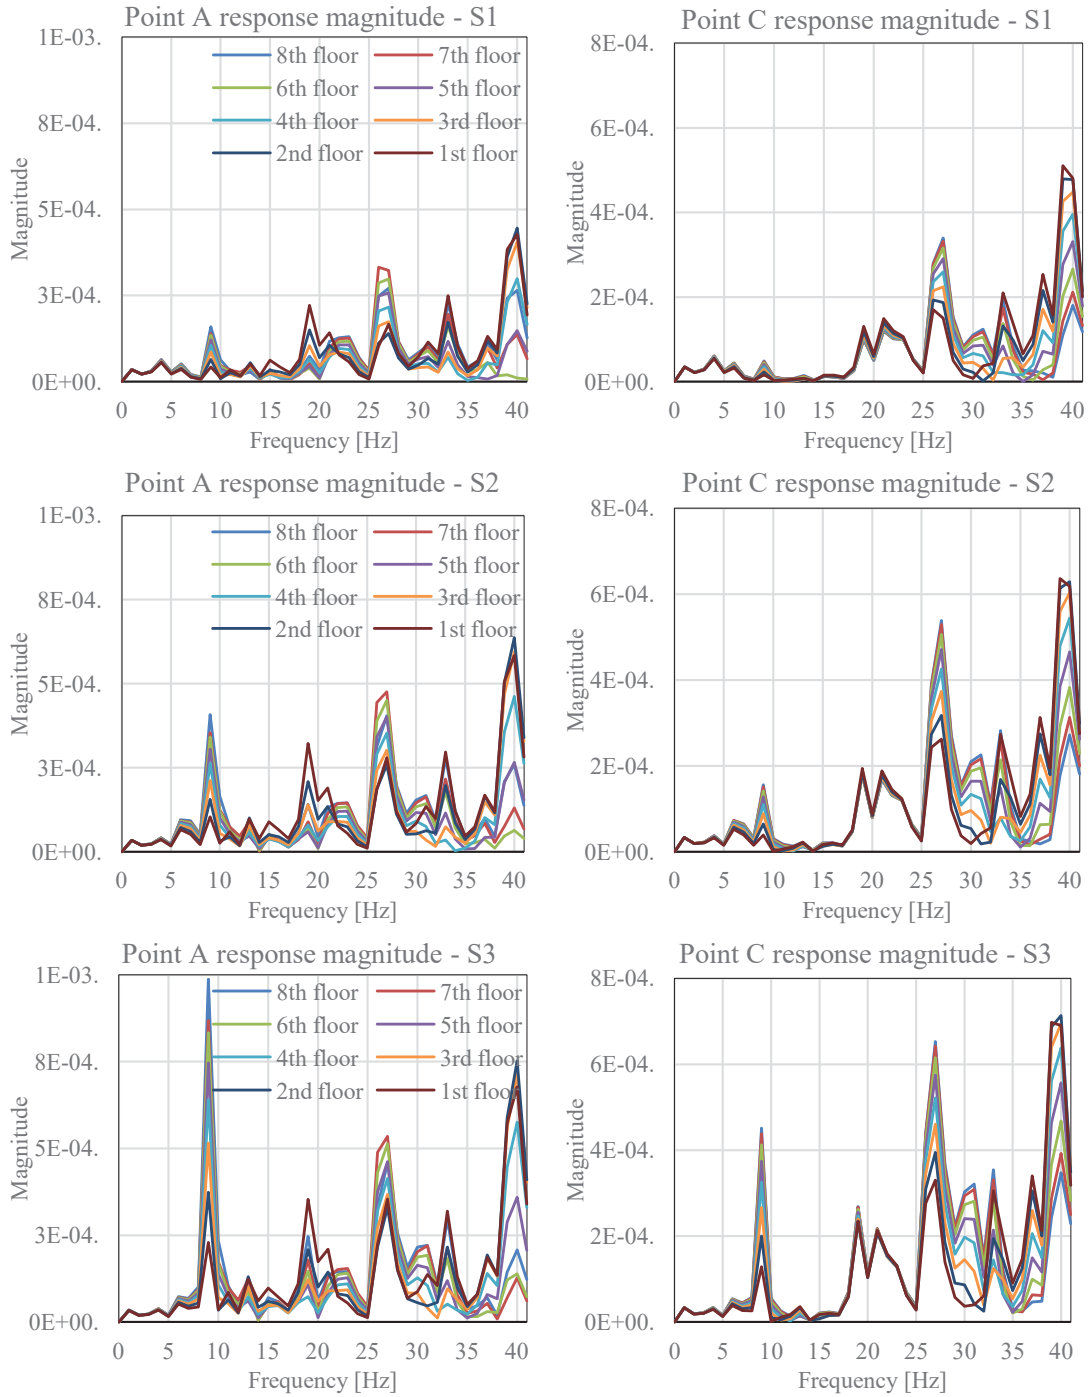 Point A response magnitude - S1
1E-03.
8E-04.
5E-04.
3E-04.
0E+00.
Magnitude
8th floor
7th floor
6th floor
5th floor
4th floor
3rd floor
2nd floor
1st floor
0 5 10 15 20 25 30 35 40
Frequency [Hz]
Point C response magnitude - S1
8E-04.
6E-04.
4E-04.
2E-04.
0E+00.
Magnitude
0 5 10 15 20 25 30 35 40
Frequency [Hz]
Point A response magnitude - S2
1E-03.
8E-04.
5E-04.
3E-04.
0E+00.
Magnitude
8th floor
7th floor
6th floor
5th floor
4th floor
3rd floor
2nd floor
1st floor
0 5 10 15 20 25 30 35 40
Frequency [Hz]
Point C response magnitude - S2
8E-04.
6E-04.
4E-04.
2E-04.
0E+00.
Magnitude
0 5 10 15 20 25 30 35 40
Frequency [Hz]
Point A response magnitude - S3
1E-03.
8E-04.
5E-04.
3E-04.
0E+00.
Magnitude
8th floor
7th floor
6th floor
5th floor
4th floor
3rd floor
2nd floor
1st floor
0 5 10 15 20 25 30 35 40
Frequency [Hz]
Point C response magnitude - S3
8E-04.
6E-04.
4E-04.
2E-04.
0E+00.
Magnitude
0 5 10 15 20 25 30 35 40
Frequency [Hz]